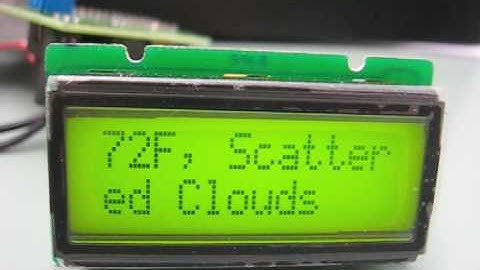 72F, Scatter
ed Clouds